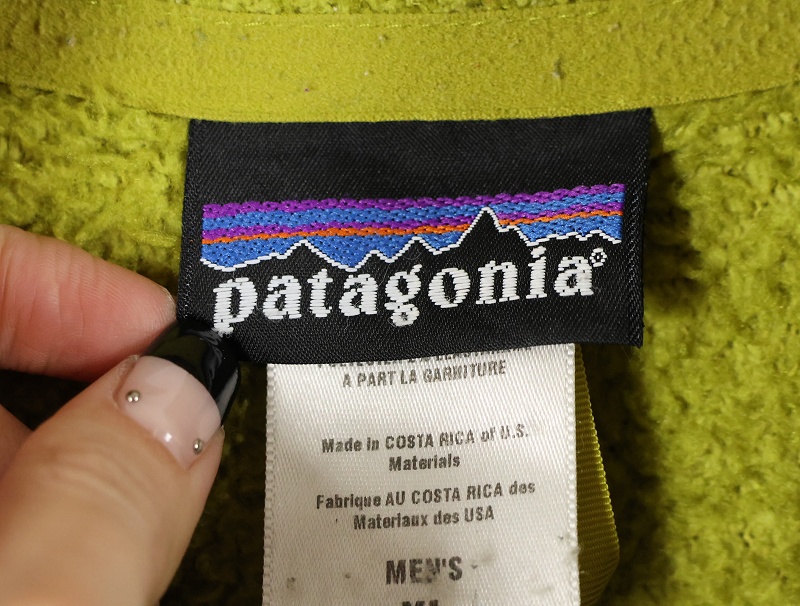 patagonia®
A PART LA GARNITURE
Made in COSTA RICA of U.S.
Materials
Fabrique AU COSTA RICA des
Materiaux des USA
MEN'S